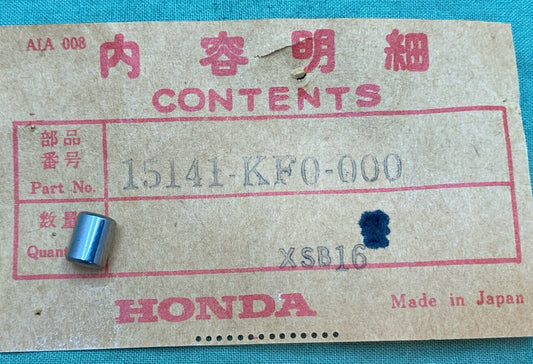 AIA 008
内容明細
CONTENTS
部品
番号
Part No. 15141-KF0-000
数量
XSB16
HONDA Made in Japan